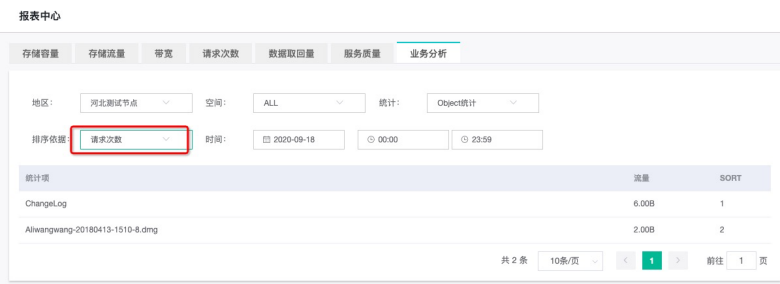 报表中心
存储容量 存储流量 带宽 请求次数 数据取回量 服务质量 业务分析
地区: 河北测试节点 空间: ALL 统计: Object统计
排序依据: 请求次数 时间: 2020-09-18 00:00 23:59
统计项 流量 SORT
ChangeLog 6.00B 1
Aliwangwang-20180413-1510-8.dmg 2.00B 2
共 2 条 10条/页 < 1 > 前往 1 页